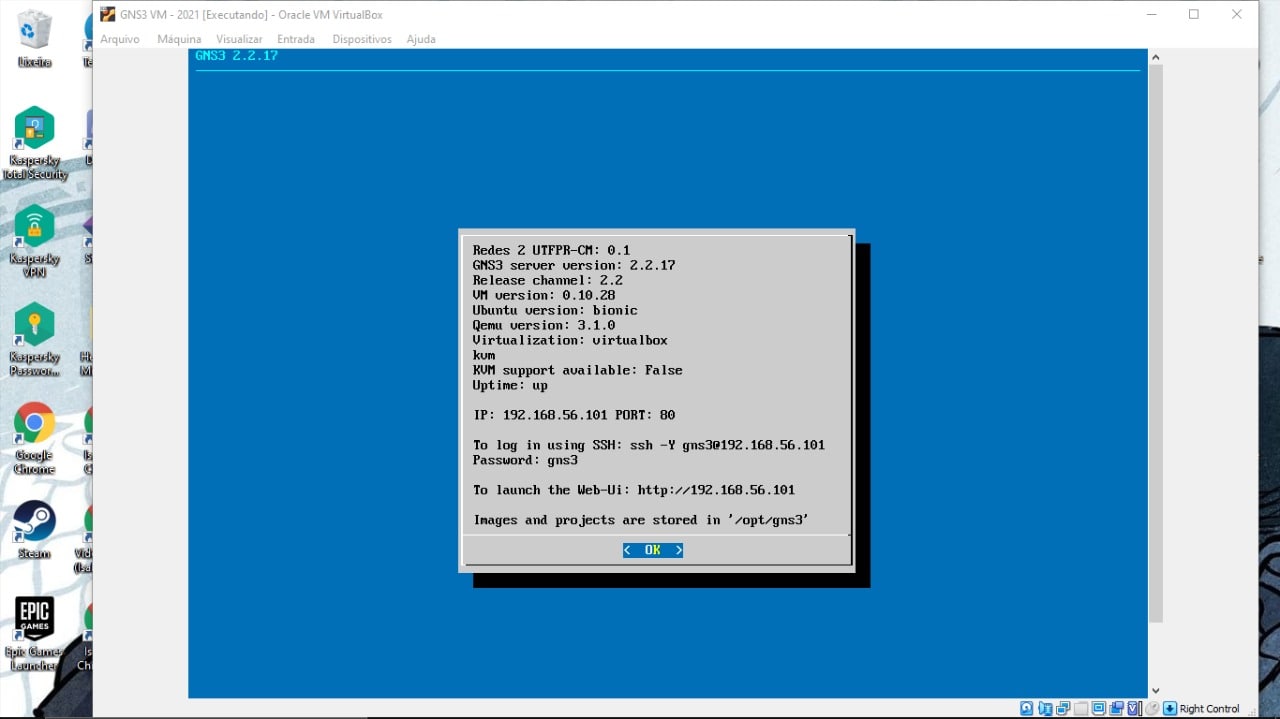 GNS3 VM - 2021 [Executando] - Oracle VM VirtualBox
Arquivo Máquina Visualizar Entrada Dispositivos Ajuda
GNS3 2.2.17
Redes 2 UTFPR-CM: 0.1
GNS3 server version: 2.2.17
Release channel: 2.2
VM version: 0.10.28
Ubuntu version: bionic
Qemu version: 3.1.0
Virtualization: virtualbox
kvm
KVM support available: False
Uptime: up
IP: 192.168.56.101 PORT: 80
To log in using SSH: ssh -Y gns3@192.168.56.101
Password: gns3
To launch the Web-Ui: http://192.168.56.101
Images and projects are stored in '/opt/gns3'
< OK >
Right Control
Lixeira
Kaspersky
Total Security
Kaspersky
VPN
Kaspersky
Passwor...
Google
Chrome
Steam
EPIC
GAMES
Epic Games
Launcher